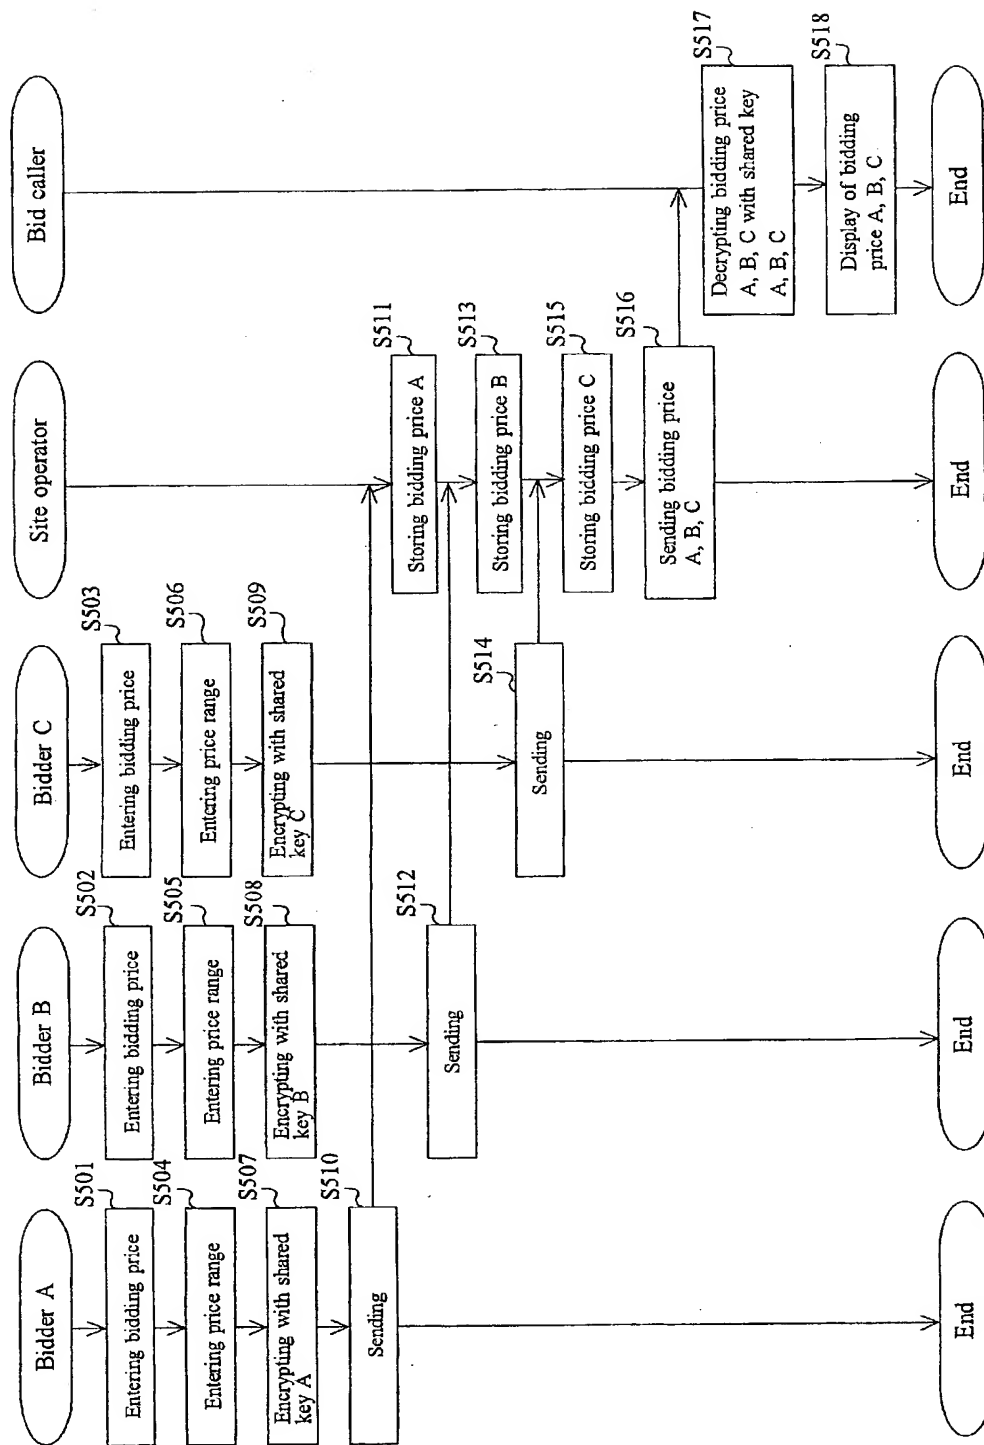 Bidder A
S501
Entering bidding price
S504
Entering price range
S507
Encrypting with shared
key A
S510
Sending
End
Bidder B
S502
Entering bidding price
S505
Entering price range
S508
Encrypting with shared
key B
S512
Sending
End
Bidder C
S503
Entering bidding price
S506
Entering price range
S509
Encrypting with shared
key C
S514
Sending
End
Site operator
S511
Storing bidding price A
S513
Storing bidding price B
S515
Storing bidding price C
S516
Sending bidding price
A, B, C
End
Bid caller
S517
Decrypting bidding price
A, B, C with shared key
A, B, C
S518
Display of bidding
price A, B, C
End